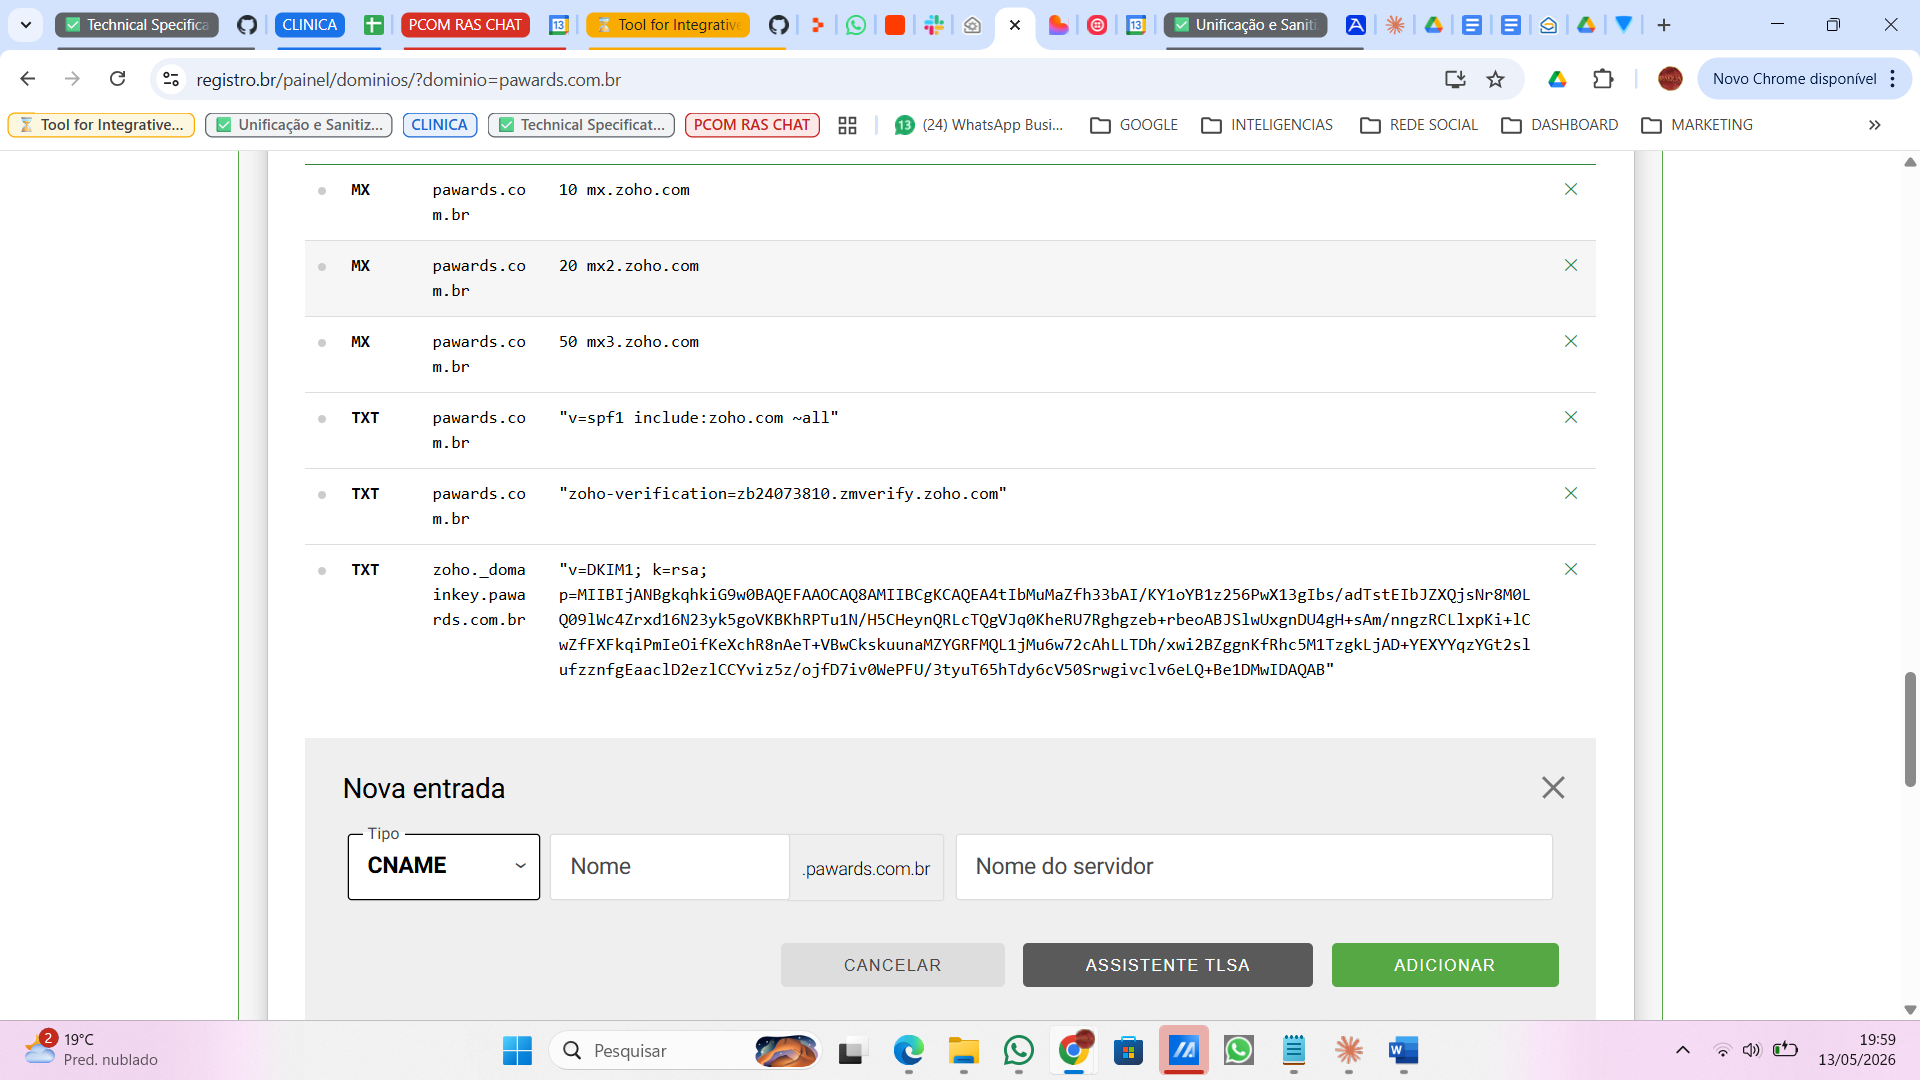 Technical Specifica
CLINICA
PCOM RAS CHAT
Tool for Integrative
Unificação e Saniti
registro.br/painel/dominios/?dominio=pawards.com.br
Novo Chrome disponível
Tool for Integrative...
Unificação e Sanitiz...
CLINICA
Technical Specificat...
PCOM RAS CHAT
13 (24) WhatsApp Busi...
GOOGLE
INTELIGENCIAS
REDE SOCIAL
DASHBOARD
MARKETING
»
MX pawards.co 10 mx.zoho.com
m.br
MX pawards.co 20 mx2.zoho.com
m.br
MX pawards.co 50 mx3.zoho.com
m.br
TXT pawards.co "v=spf1 include:zoho.com ~all"
m.br
TXT pawards.co "zoho-verification=zb24073810.zmverify.zoho.com"
m.br
TXT zoho._doma "v=DKIM1; k=rsa;
inkey.pawa p=MIIBIjANBgkqhkiG9w0BAQEFAAOCAQ8AMIIBCgKCAQEA4tIbMuMaZfh33bAI/KY1oYB1z256PwX13gIbs/adTstEIbJZXQjsNr8M0L
rds.com.br Q09lWc4Zrxd16N23yk5goVKBKhRPTu1N/H5CHeynQRLcTQgVJq0KheRU7Rghgzeb+rbeoABJSlwUxgnDU4gH+sAm/nngzRCLlxpKi+lC
wZfFXFkqiPmIeOifKeXchR8nAeT+VBwCkskuunaMZYGRFMQL1jMu6w72cAhLLTDh/xwi2BZggnKfRhc5M1TzgkLjAD+YEXYYqzYGt2sl
ufzznfgEaaclD2ezlCCYviz5z/ojfD7iv0WePFU/3tyuT65hTdy6cV50Srwgivclv6eLQ+Be1DMwIDAQAB"
Nova entrada
Tipo
CNAME
Nome
.pawards.com.br
Nome do servidor
CANCELAR
ASSISTENTE TLSA
ADICIONAR
2
19°C
Pred. nublado
Pesquisar
19:59
13/05/2026